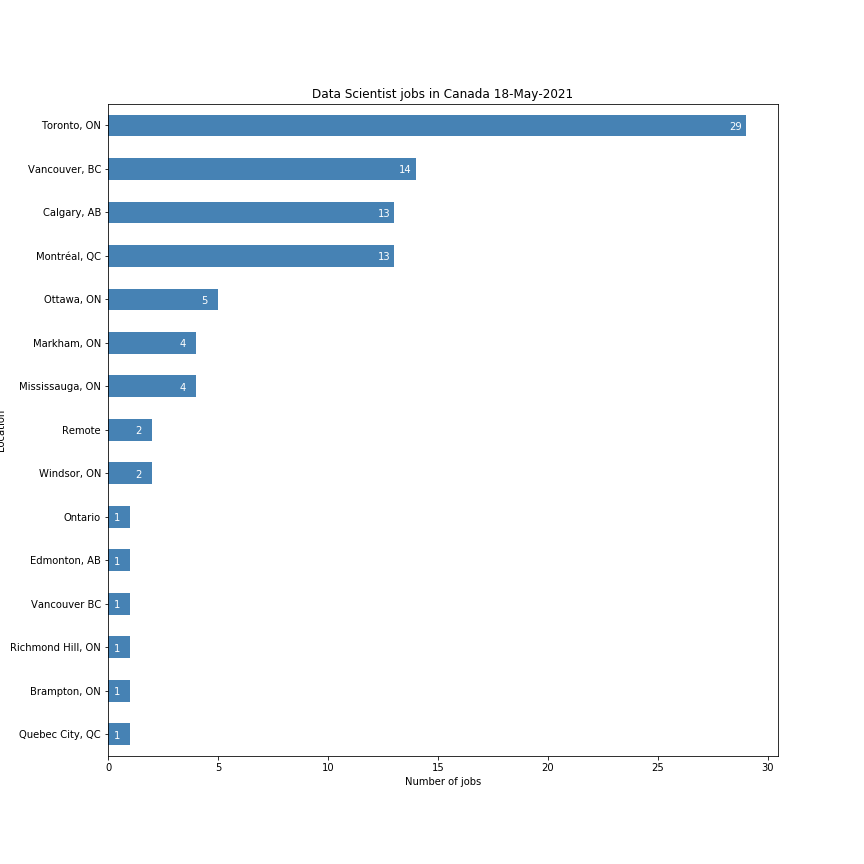 Data Scientist jobs in Canada 18-May-2021
Toronto, ON 29
Vancouver, BC 14
Calgary, AB 13
Montréal, QC 13
Ottawa, ON 5
Markham, ON 4
Mississauga, ON 4
Location
Remote 2
Windsor, ON 2
Ontario 1
Edmonton, AB 1
Vancouver BC 1
Richmond Hill, ON 1
Brampton, ON 1
Quebec City, QC 1
0 5 10 15 20 25 30
Number of jobs